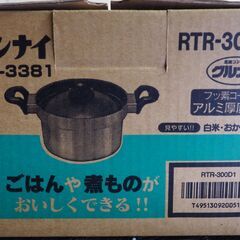 ンナイ
-3381
RTR-30
グル
フッ素コー
アルミ厚底
見やすい!!
白米・おか
ごはんや煮ものが
おいしくできる!!
RTR-300D1
T495130920051